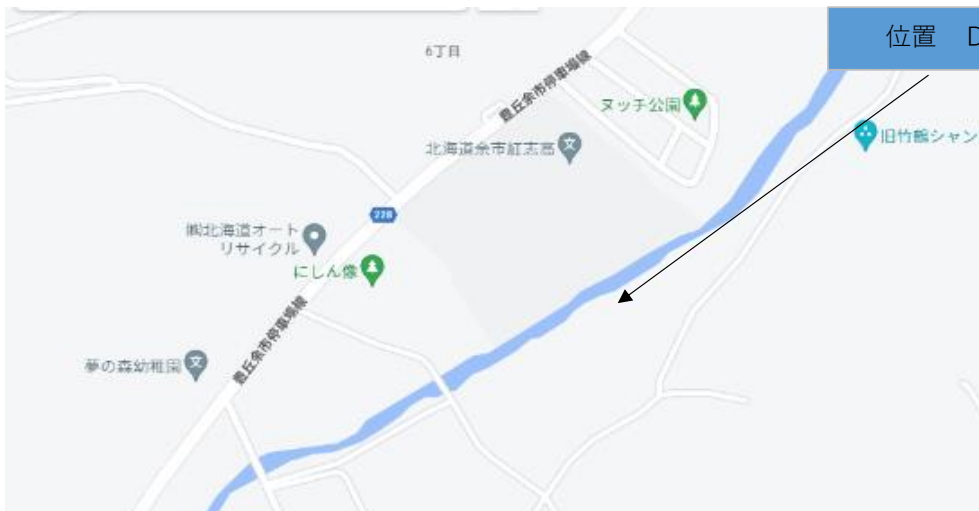 位置　D
6丁目
豊丘余市停車場線
ヌッチ公園
旧竹鶴シャン
北海道余市紅志高
228
㈱北海道オート
リサイクル
にしん像
豊丘余市停車場線
夢の森幼稚園